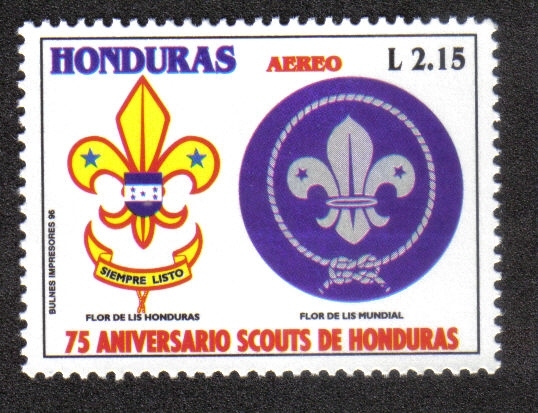 HONDURAS AEREO L 2.15
SIEMPRE LISTO
FLOR DE LIS HONDURAS FLOR DE LIS MUNDIAL
75 ANIVERSARIO SCOUTS DE HONDURAS
BULNES IMPRESORES 96